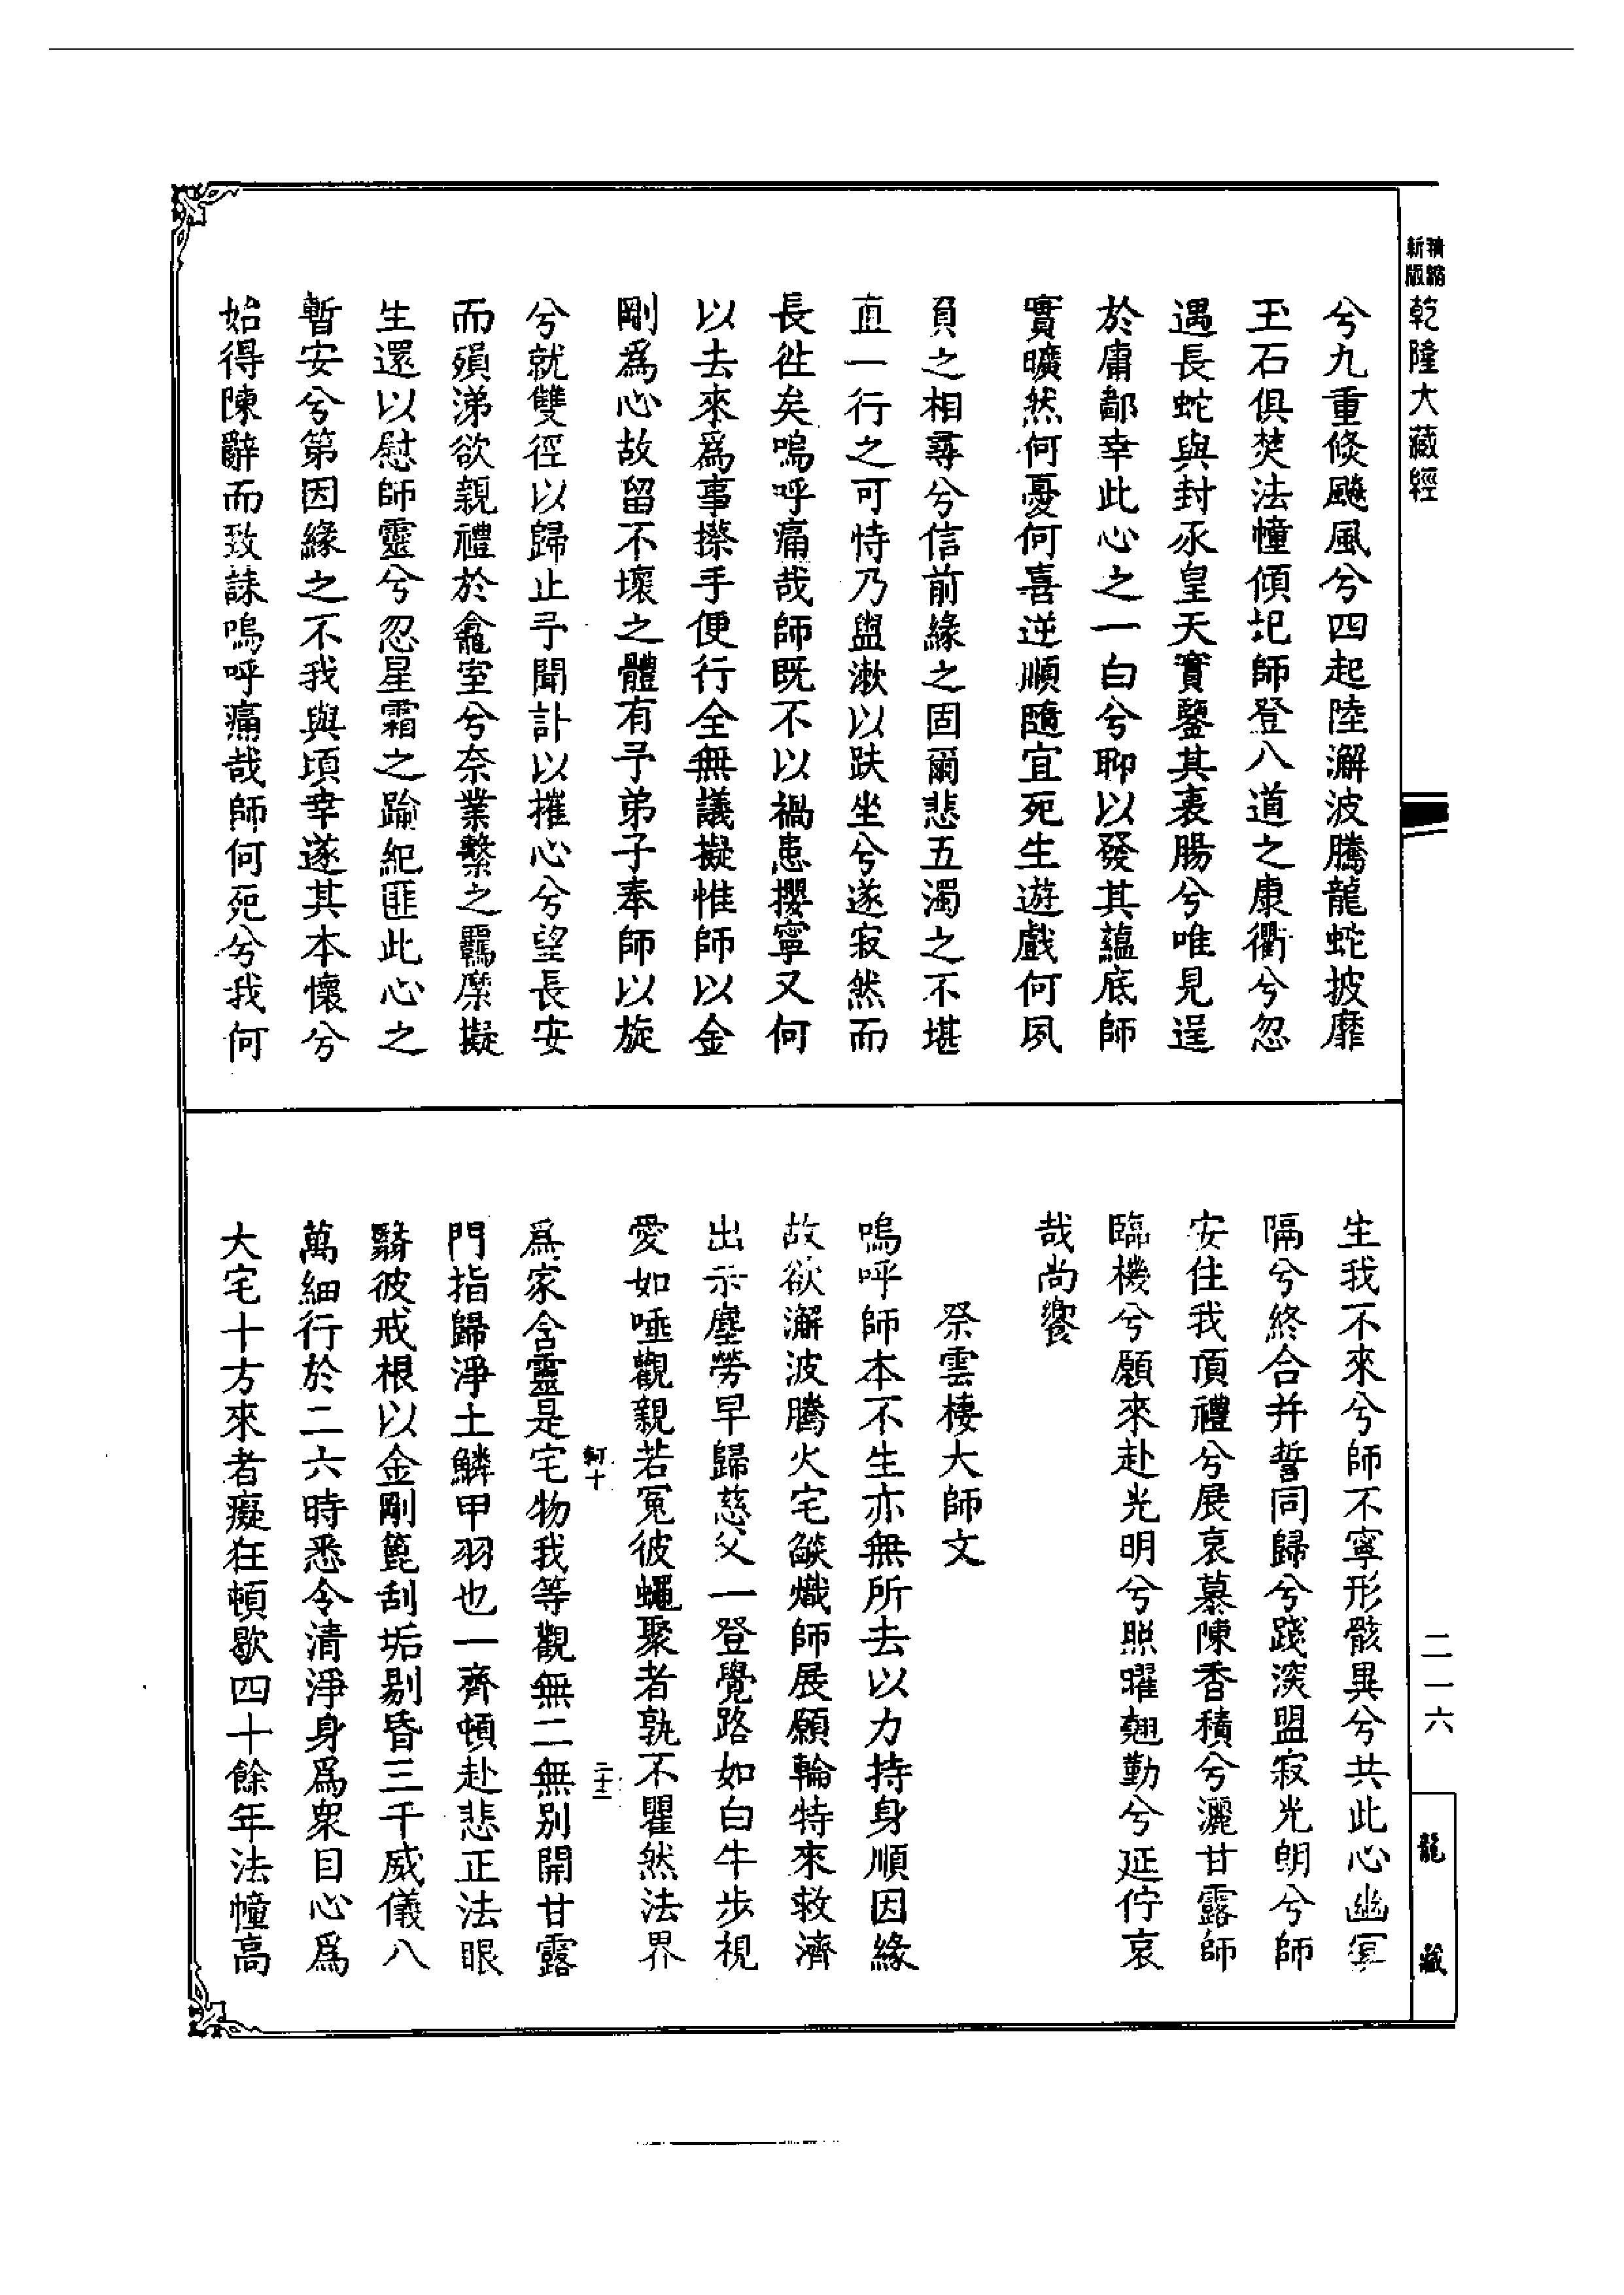 精縮新版乾隆大藏經
兮九重倐飈風兮四起陸澥波騰龍蛇披靡
玉石俱焚法幢傾圮師登八道之康衢兮忽
遇長蛇與封豕皇天實鑒其衷腸兮唯見逞
於庸鄙幸此心之一白兮聊以發其蘊底師
實曠然何憂何喜逆順隨宜死生遊戲何夙
負之相尋兮信前緣之固爾悲五濁之不堪
直一行之可恃乃盥漱以趺坐兮遂寂然而
長徃矣嗚呼痛哉師既不以禍患攖寧又何
以去來爲事撩手便行全無議擬惟師以金
剛爲心故留不壞之體有予弟子奉師以旋
兮就雙徑以歸止予聞訃以摧心兮望長安
而殞涕欲親禮於龕室兮奈業繫之羈縻擬
生還以慰師靈兮忽星霜之踰紀匪此心之
暫安兮第因緣之不我與頃幸遂其本懷兮
始得陳辭而致誄嗚呼痛哉師何死兮我何
生我不來兮師不寧形骸異兮共此心幽冥
隔兮終合并誓同歸兮踐深盟寂光朗兮師
安住我頂禮兮展哀慕陳香積兮灑甘露師
臨機兮願來赴光明兮照曜翹勤兮延佇哀
哉尚饗
祭雲棲大師文
嗚呼師本不生亦無所去以力持身順因緣
故欲澥波騰火宅燄熾師展願輪特來救濟
出示塵勞早歸慈父一登覺路如白牛步視
愛如唾觀親若冤彼蠅聚者孰不瞿然法界
軻十
二十二
爲家含靈是宅物我等觀無二無別開甘露
門指歸淨土鱗甲羽也一齊頓赴悲正法眼
翳彼戒根以金剛篦刮垢剔昏三千威儀八
萬細行於二六時悉令清淨身爲衆目心爲
大宅十方來者癡狂頓歇四十餘年法幢高
二一六
龍藏